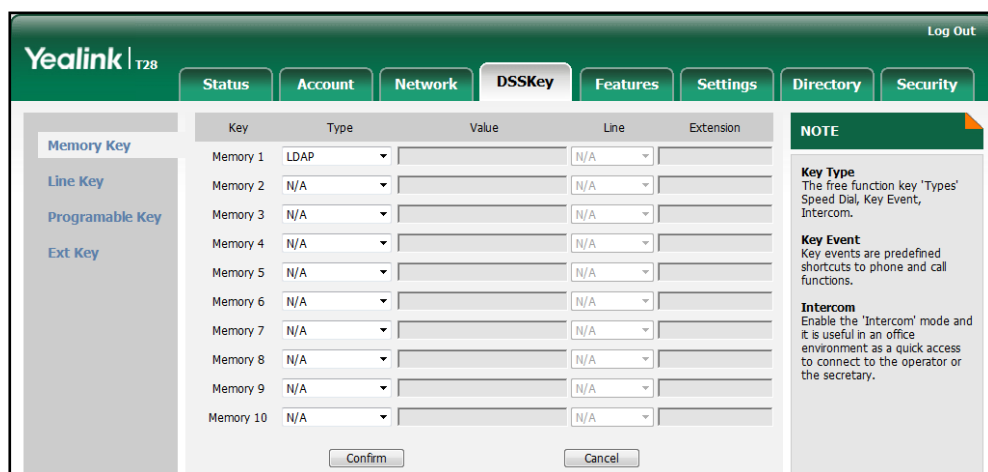 Log Out
Yealink | T28
Status Account Network DSSKey Features Settings Directory Security
Memory Key
Line Key
Programable Key
Ext Key
Key Type Value Line Extension
Memory 1 LDAP N/A
Memory 2 N/A N/A
Memory 3 N/A N/A
Memory 4 N/A N/A
Memory 5 N/A N/A
Memory 6 N/A N/A
Memory 7 N/A N/A
Memory 8 N/A N/A
Memory 9 N/A N/A
Memory 10 N/A N/A
Confirm Cancel
NOTE
Key Type
The free function key 'Types'
Speed Dial, Key Event,
Intercom.
Key Event
Key events are predefined
shortcuts to phone and call
functions.
Intercom
Enable the 'Intercom' mode and
it is useful in an office
environment as a quick access
to connect to the operator or
the secretary.